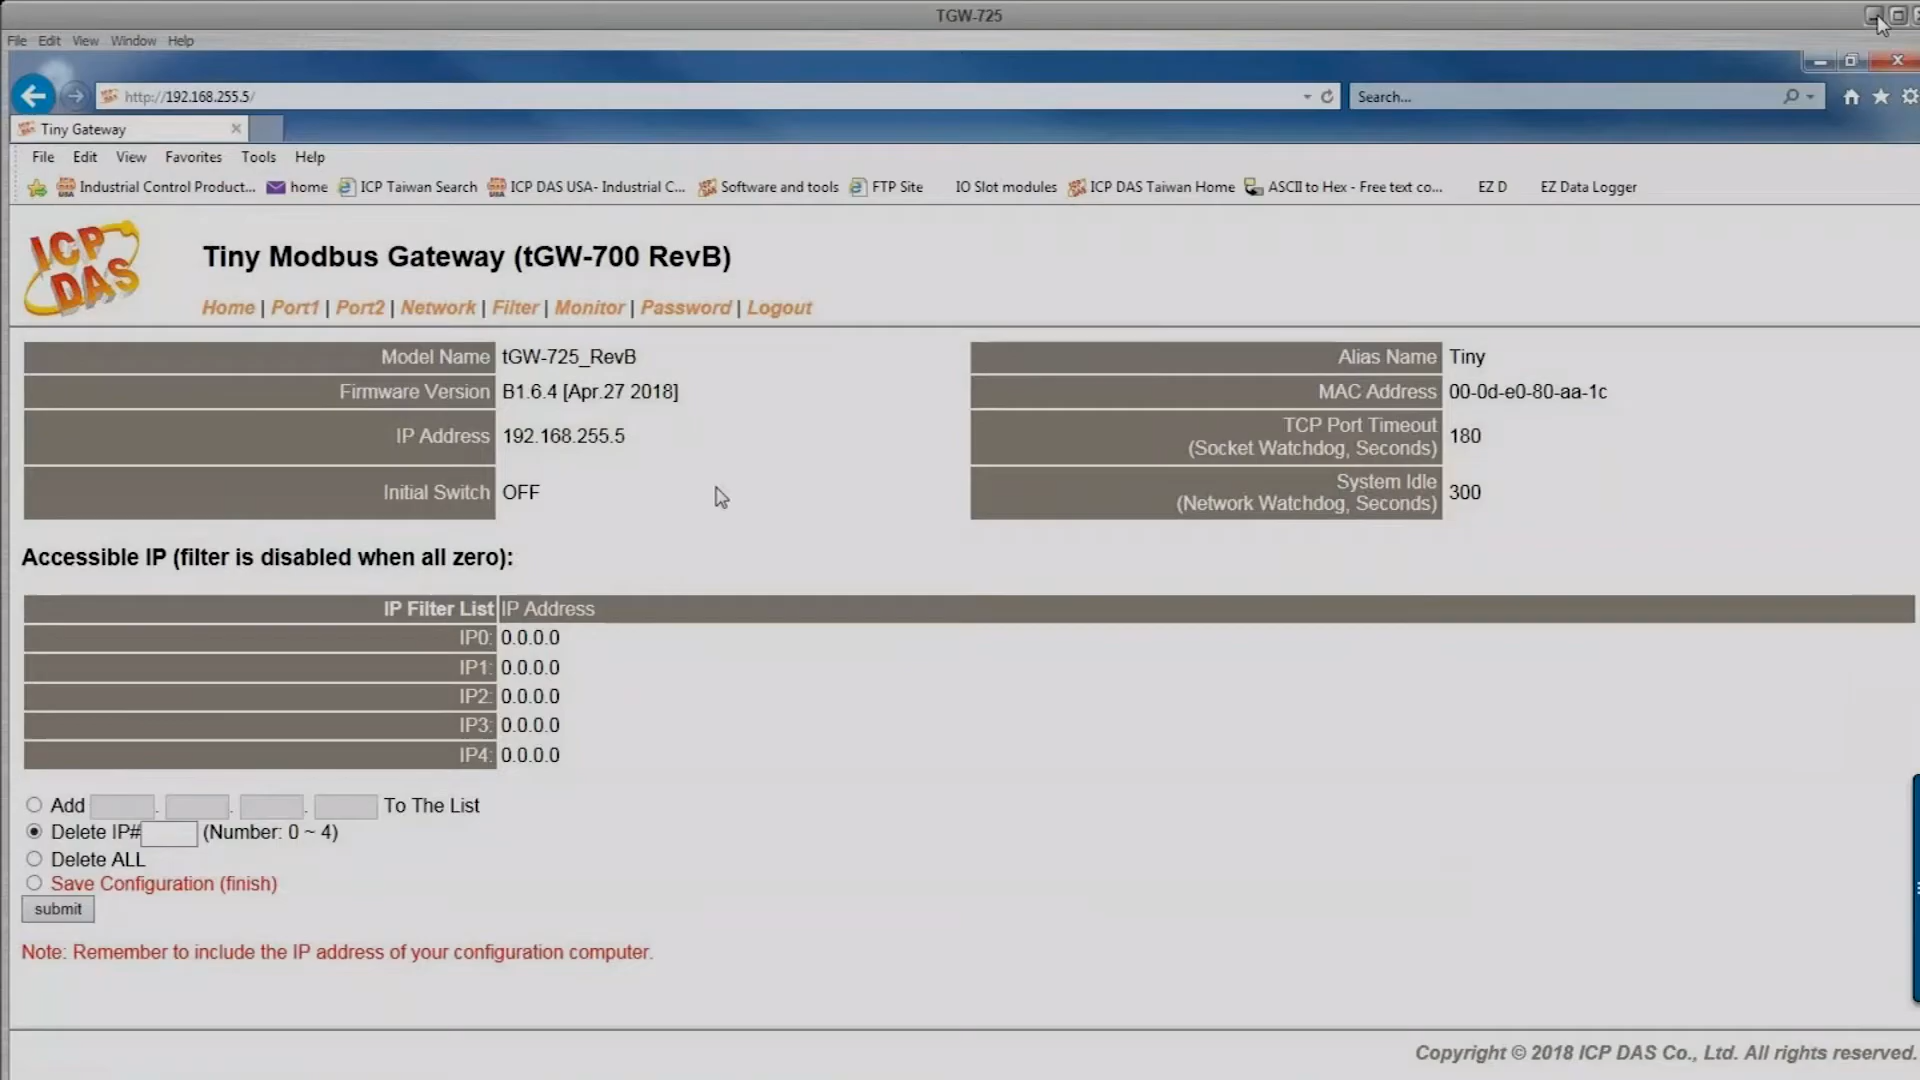 TGW-725
File Edit View Window Help
http://192.168.255.5/
Search...
Tiny Gateway
File Edit View Favorites Tools Help
Industrial Control Product... home ICP Taiwan Search ICP DAS USA- Industrial C... Software and tools FTP Site IO Slot modules ICP DAS Taiwan Home ASCII to Hex - Free text co... EZ D EZ Data Logger
ICP DAS
Tiny Modbus Gateway (tGW-700 RevB)
Home | Port1 | Port2 | Network | Filter | Monitor | Password | Logout
Model Name tGW-725_RevB Alias Name Tiny
Firmware Version B1.6.4 [Apr.27 2018] MAC Address 00-0d-e0-80-aa-1c
IP Address 192.168.255.5 TCP Port Timeout
(Socket Watchdog, Seconds) 180
Initial Switch OFF System Idle
(Network Watchdog, Seconds) 300
Accessible IP (filter is disabled when all zero):
IP Filter List IP Address
IP0: 0.0.0.0
IP1: 0.0.0.0
IP2: 0.0.0.0
IP3: 0.0.0.0
IP4: 0.0.0.0
Add . . . To The List
Delete IP# (Number: 0 ~ 4)
Delete ALL
Save Configuration (finish)
submit
Note: Remember to include the IP address of your configuration computer.
Copyright © 2018 ICP DAS Co., Ltd. All rights reserved.